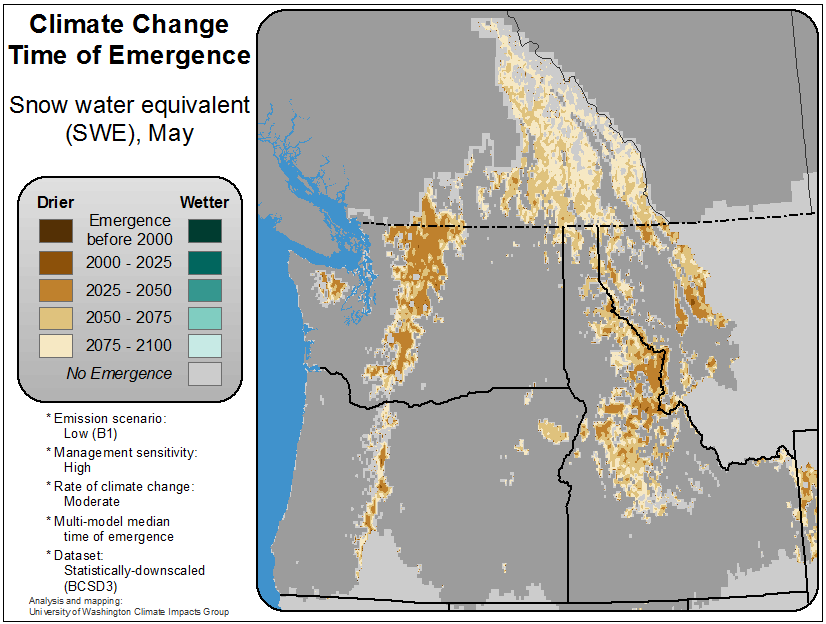 Climate Change
Time of Emergence
Snow water equivalent
(SWE), May
Drier
Wetter
Emergence
before 2000
2000 - 2025
2025 - 2050
2050 - 2075
2075 - 2100
No Emergence
* Emission scenario:
Low (B1)
* Management sensitivity:
High
* Rate of climate change:
Moderate
* Multi-model median
time of emergence
* Dataset:
Statistically-downscaled
(BCSD3)
Analysis and mapping:
University of Washington Climate Impacts Group